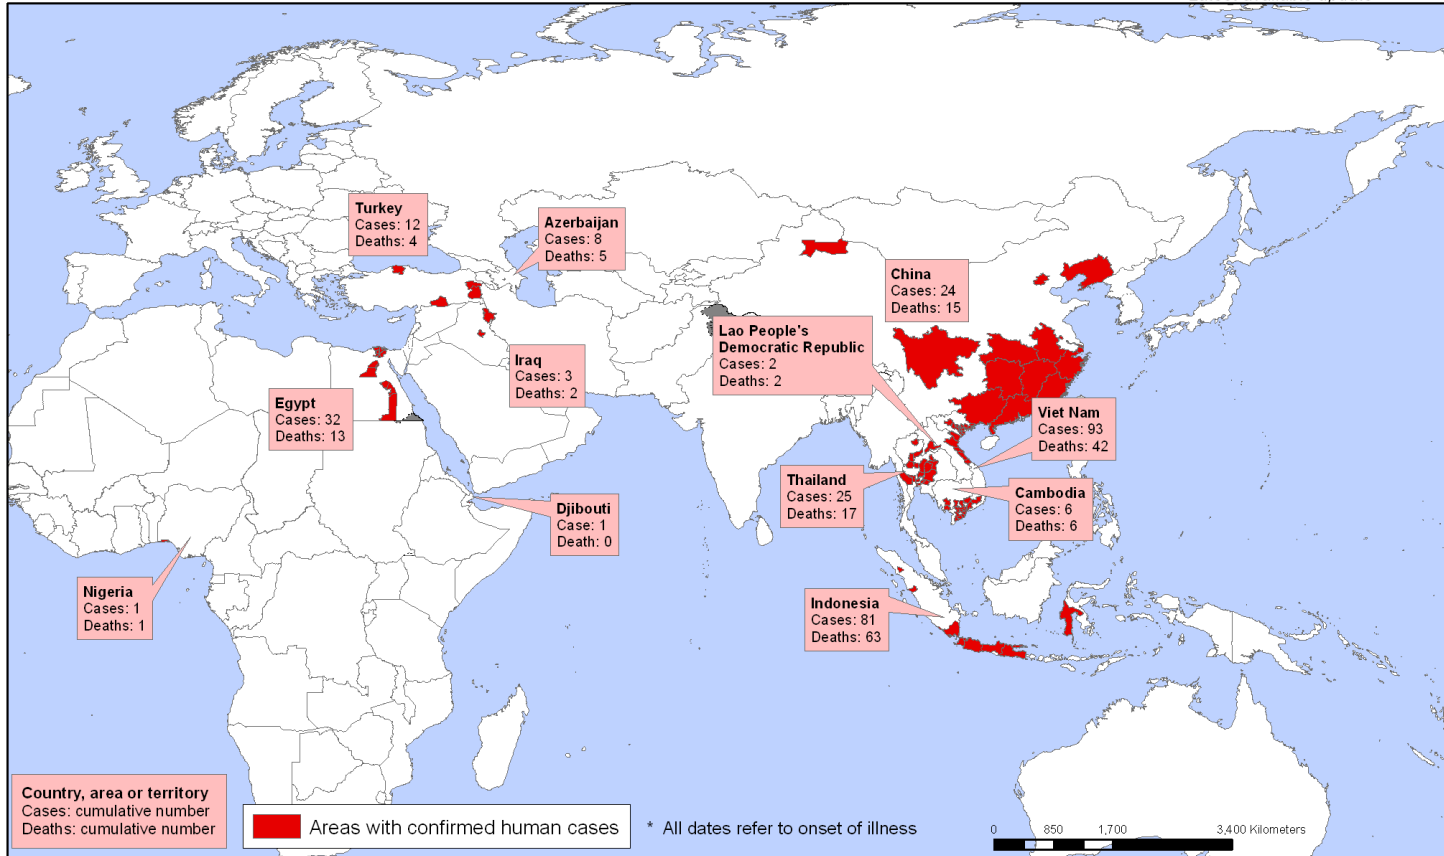 Turkey
Cases: 12
Deaths: 4
Azerbaijan
Cases: 8
Deaths: 5
China
Cases: 24
Deaths: 15
Lao People's
Democratic Republic
Cases: 2
Deaths: 2
Iraq
Cases: 3
Deaths: 2
Egypt
Cases: 32
Deaths: 13
Viet Nam
Cases: 93
Deaths: 42
Thailand
Cases: 25
Deaths: 17
Cambodia
Cases: 6
Deaths: 6
Djibouti
Case: 1
Death: 0
Nigeria
Cases: 1
Deaths: 1
Indonesia
Cases: 81
Deaths: 63
Country, area or territory
Cases: cumulative number
Deaths: cumulative number
Areas with confirmed human cases
* All dates refer to onset of illness
0 850 1,700 3,400 Kilometers